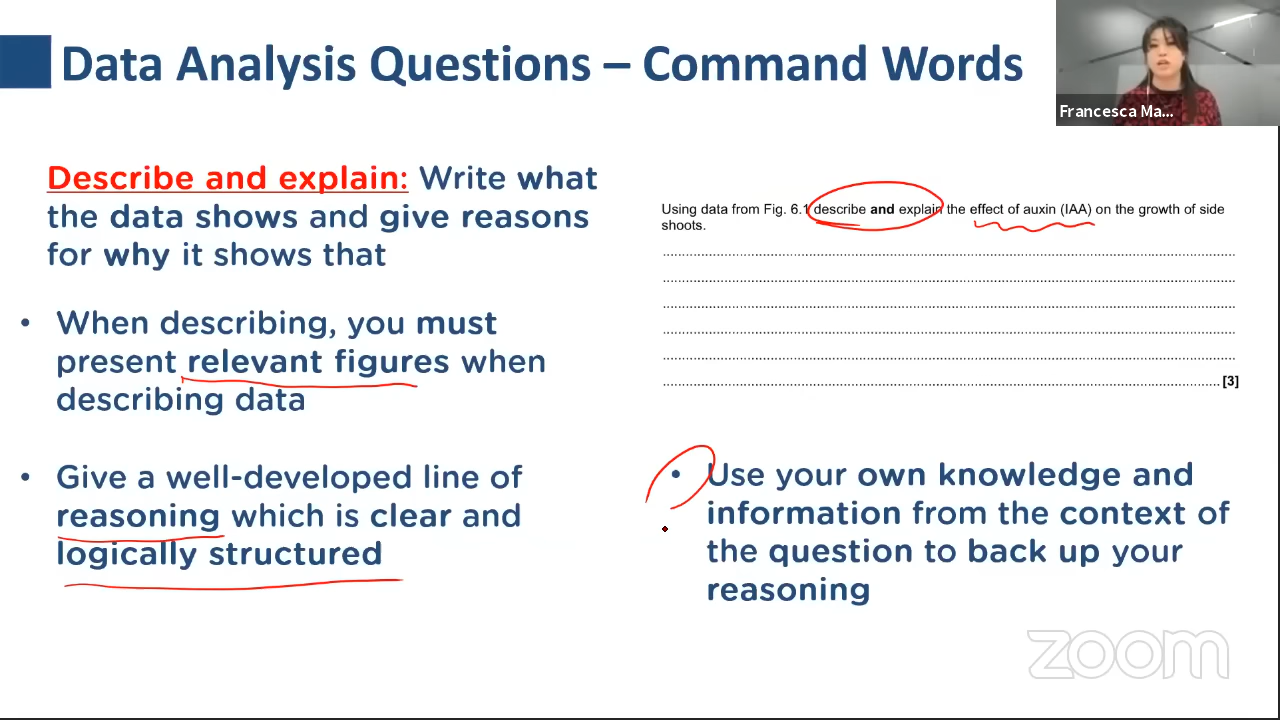 Data Analysis Questions – Command Words
Francesca Ma...
Describe and explain: Write what
the data shows and give reasons
for why it shows that
• When describing, you must
present relevant figures when
describing data
• Give a well-developed line of
reasoning which is clear and
logically structured
Using data from Fig. 6.1 describe and explain the effect of auxin (IAA) on the growth of side
shoots.
[3]
• Use your own knowledge and
information from the context of
the question to back up your
reasoning
zoom